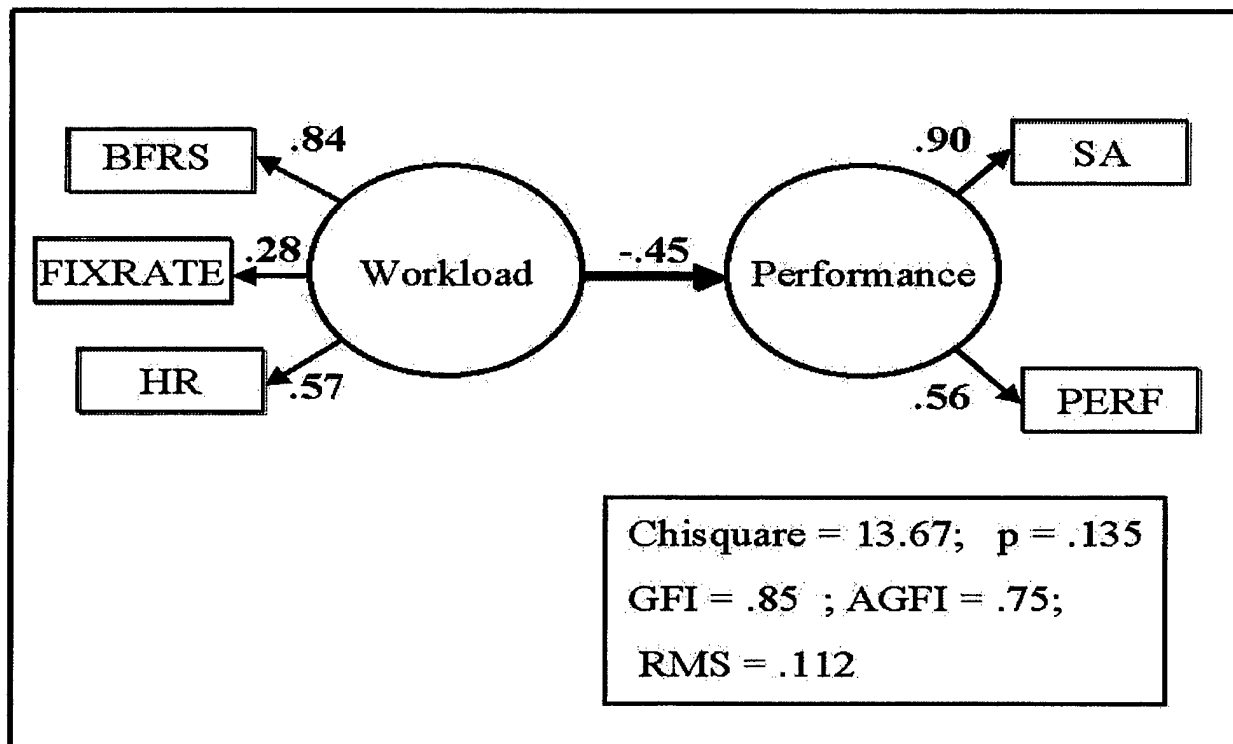 BFRS
.84
FIXRATE
.28
HR
.57
Workload
-.45
Performance
.90
SA
.56
PERF
Chisquare = 13.67; p = .135
GFI = .85 ; AGFI = .75;
RMS = .112